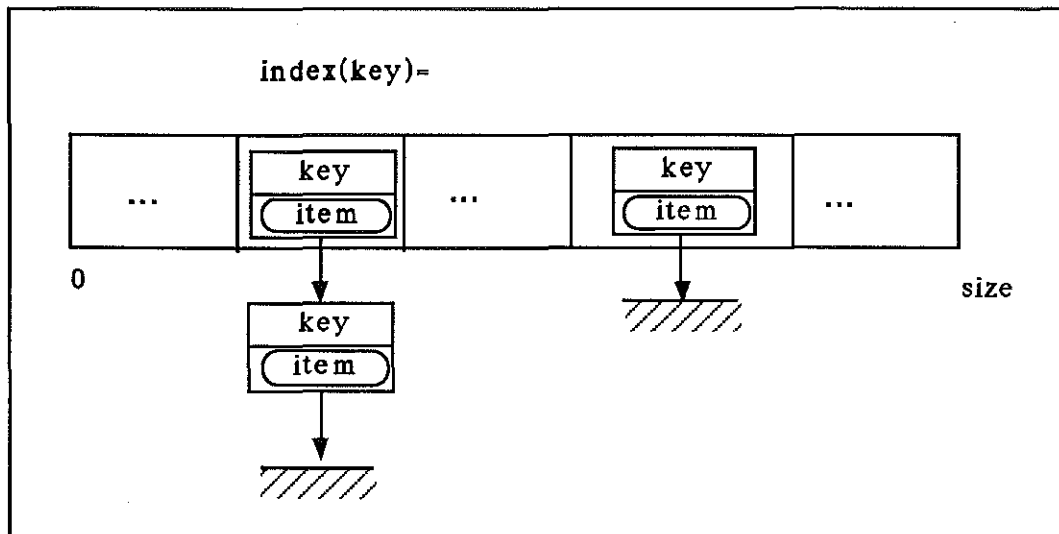 index(key)=
... key ... key ...
item item
0 size
key
item